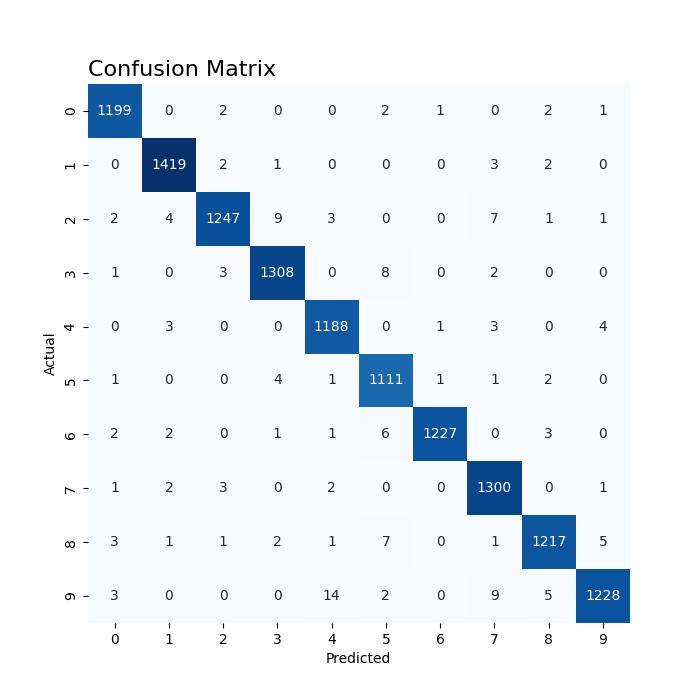 Confusion Matrix
0 1199 0 2 0 0 2 1 0 2 1
1 0 1419 2 1 0 0 0 3 2 0
2 2 4 1247 9 3 0 0 7 1 1
3 1 0 3 1308 0 8 0 2 0 0
4 0 3 0 0 1188 0 1 3 0 4
Actual
5 1 0 0 4 1 1111 1 1 2 0
6 2 2 0 1 1 6 1227 0 3 0
7 1 2 3 0 2 0 0 1300 0 1
8 3 1 1 2 1 7 0 1 1217 5
9 3 0 0 0 14 2 0 9 5 1228
0 1 2 3 4 5 6 7 8 9
Predicted